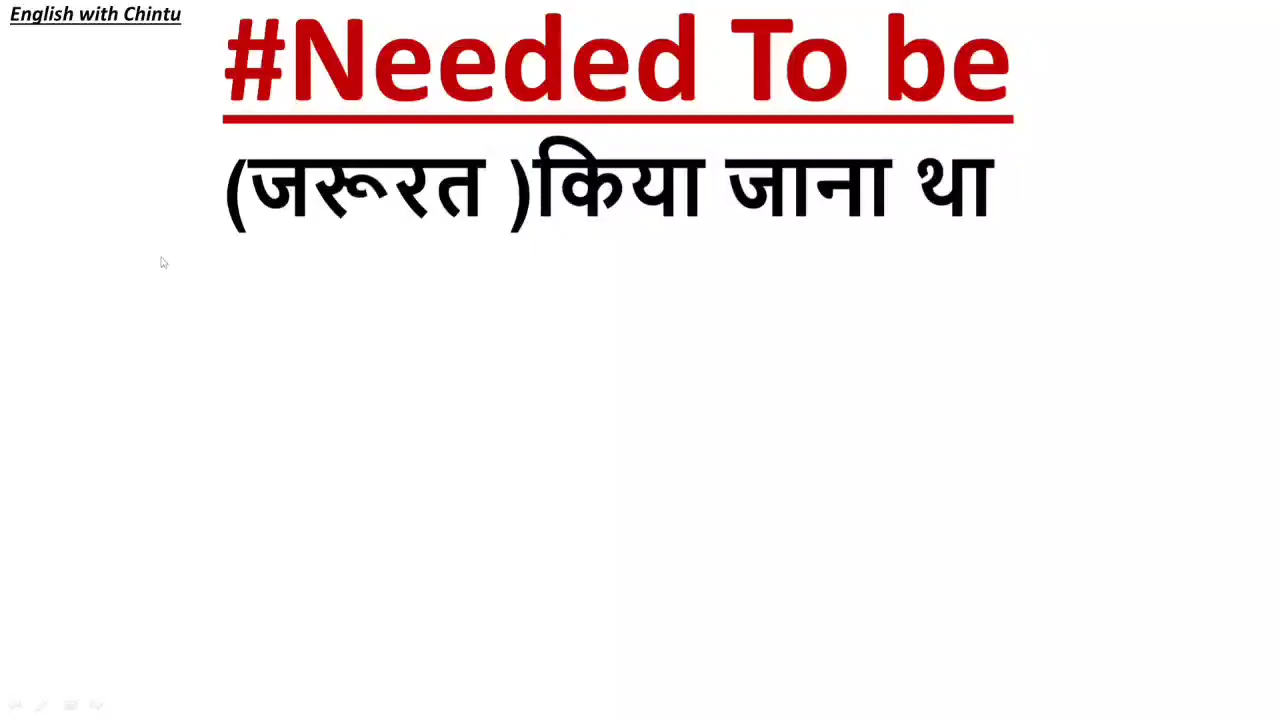 English with Chintu
#Needed To be
(जरूरत )किया जाना था